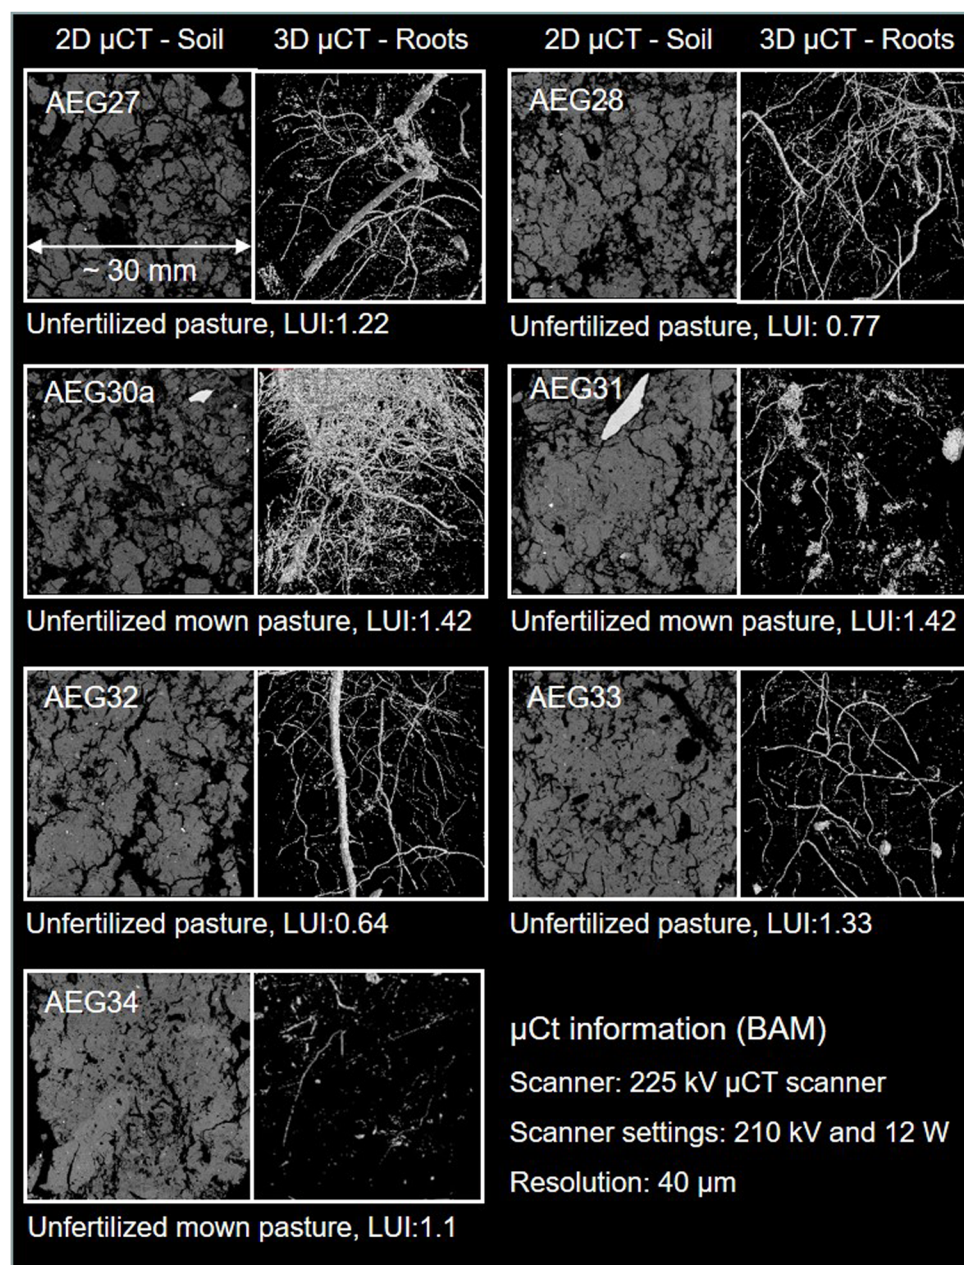 2D µCT - Soil 3D µCT - Roots 2D µCT - Soil 3D µCT - Roots
AEG27 AEG28
~ 30 mm
Unfertilized pasture, LUI:1.22 Unfertilized pasture, LUI: 0.77
AEG30a AEG31
Unfertilized mown pasture, LUI:1.42 Unfertilized mown pasture, LUI:1.42
AEG32 AEG33
Unfertilized pasture, LUI:0.64 Unfertilized pasture, LUI:1.33
AEG34
µCt information (BAM)
Scanner: 225 kV µCT scanner
Scanner settings: 210 kV and 12 W
Resolution: 40 µm
Unfertilized mown pasture, LUI:1.1